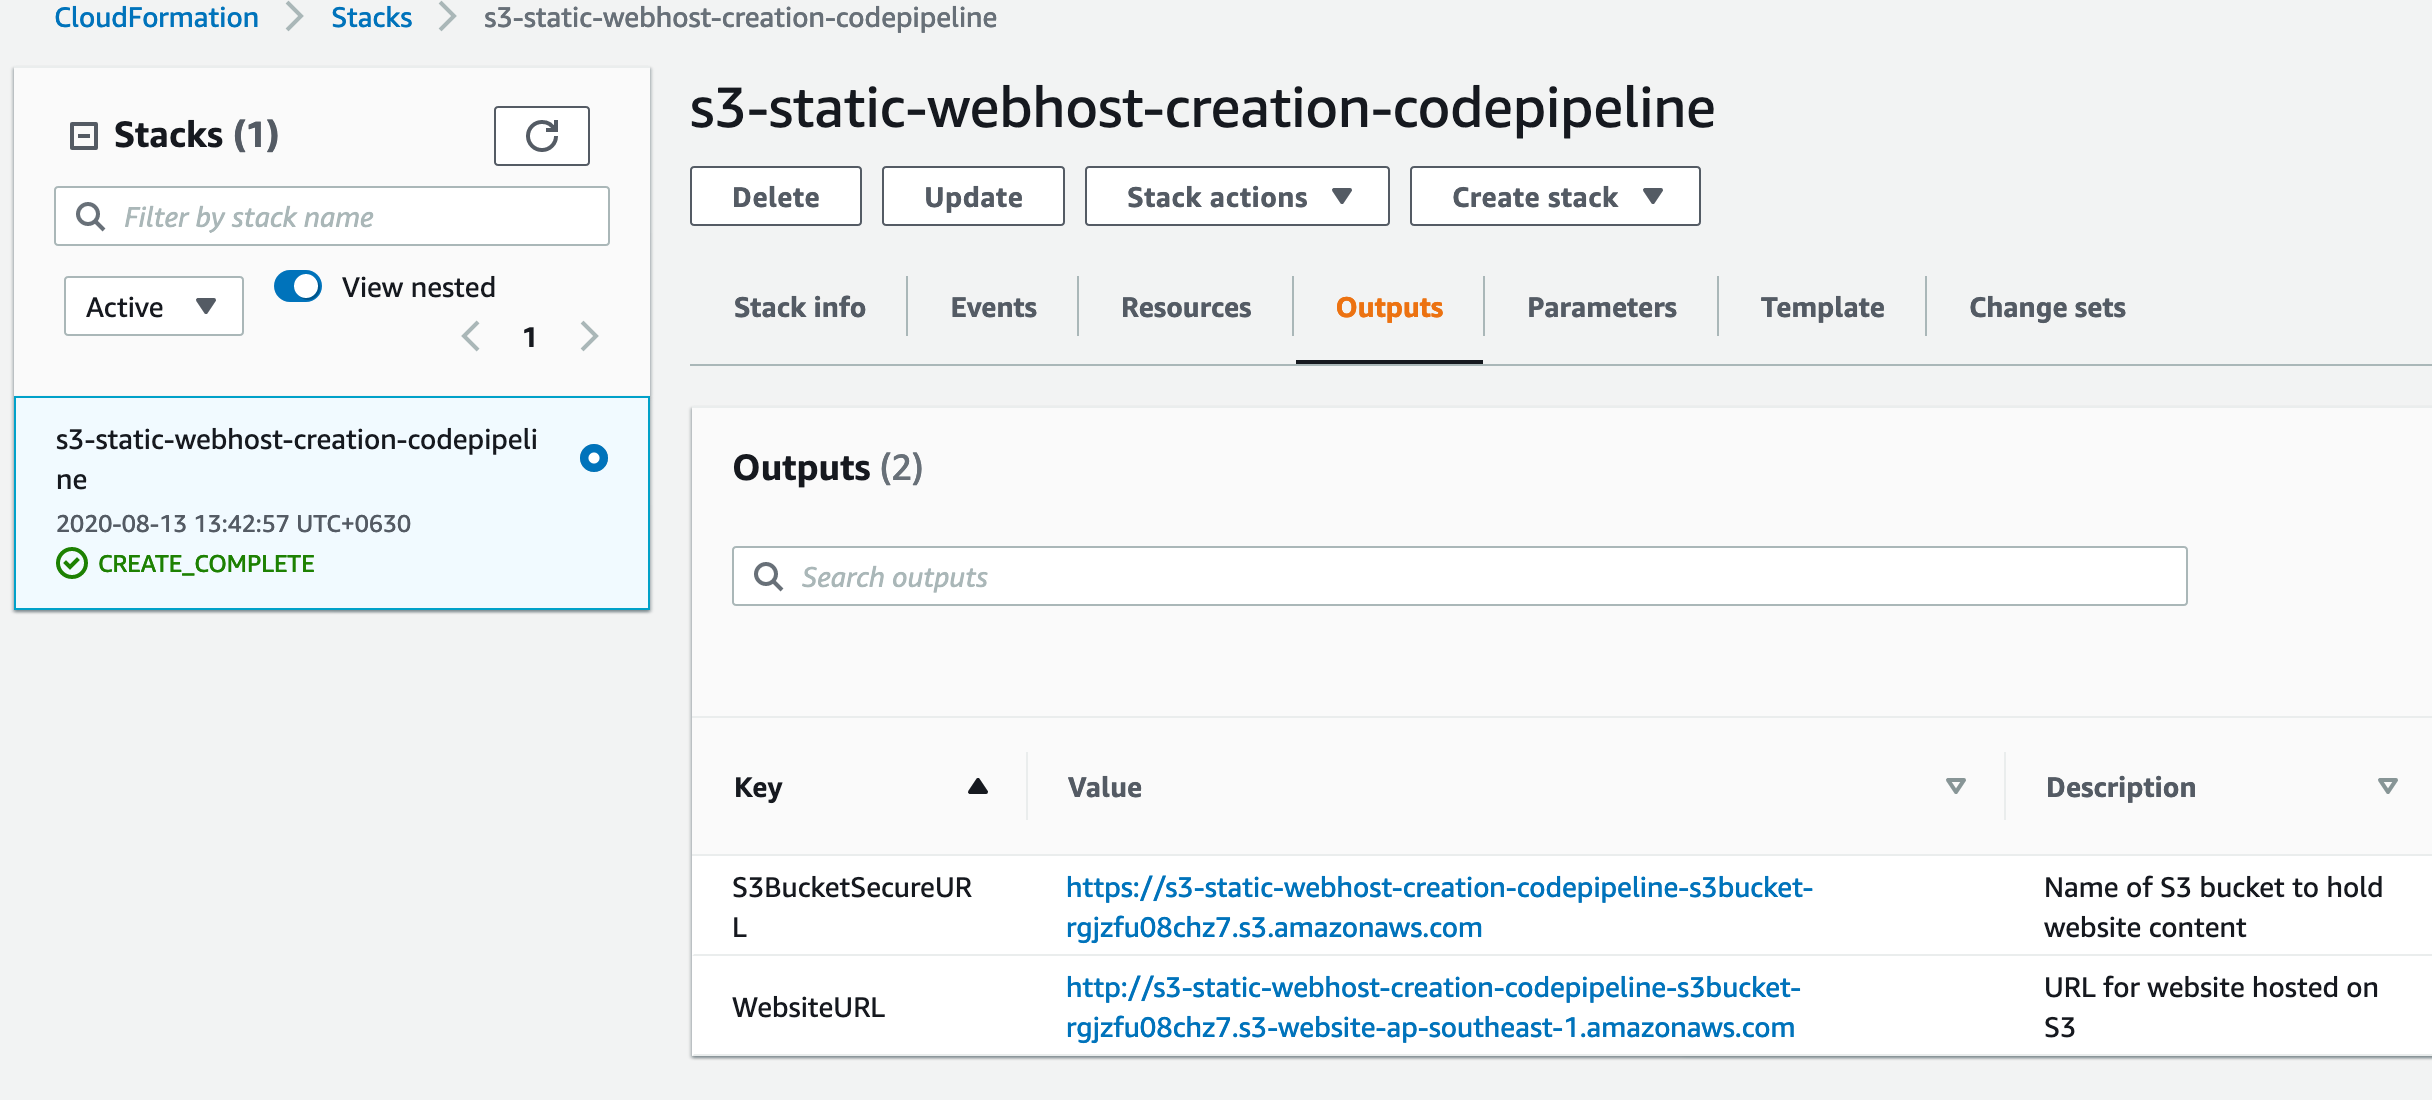 CloudFormation > Stacks > s3-static-webhost-creation-codepipeline
Stacks (1)
Filter by stack name
Active
View nested
1
s3-static-webhost-creation-codepipeli
ne
2020-08-13 13:42:57 UTC+0630
CREATE_COMPLETE
s3-static-webhost-creation-codepipeline
Delete Update Stack actions Create stack
Stack info Events Resources Outputs Parameters Template Change sets
Outputs (2)
Search outputs
Key Value Description
S3BucketSecureUR
L
https://s3-static-webhost-creation-codepipeline-s3bucket-
rgjzfu08chz7.s3.amazonaws.com
Name of S3 bucket to hold
website content
WebsiteURL
http://s3-static-webhost-creation-codepipeline-s3bucket-
rgjzfu08chz7.s3-website-ap-southeast-1.amazonaws.com
URL for website hosted on
S3